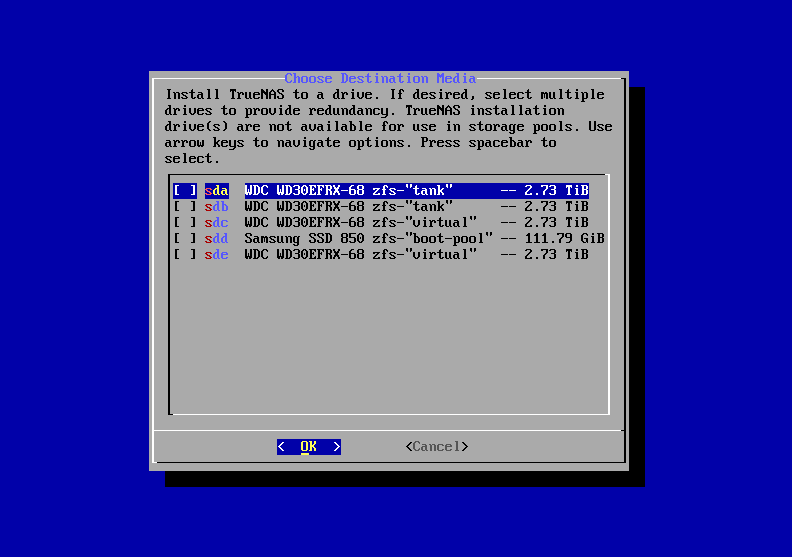 Choose Destination Media
Install TrueNAS to a drive. If desired, select multiple
drives to provide redundancy. TrueNAS installation
drive(s) are not available for use in storage pools. Use
arrow keys to navigate options. Press spacebar to
select.
[ ] sda WDC WD30EFRX-68 zfs-"tank" -- 2.73 TiB
[ ] sdb WDC WD30EFRX-68 zfs-"tank" -- 2.73 TiB
[ ] sdc WDC WD30EFRX-68 zfs-"virtual" -- 2.73 TiB
[ ] sdd Samsung SSD 850 zfs-"boot-pool" -- 111.79 GiB
[ ] sde WDC WD30EFRX-68 zfs-"virtual" -- 2.73 TiB
< OK > <Cancel>